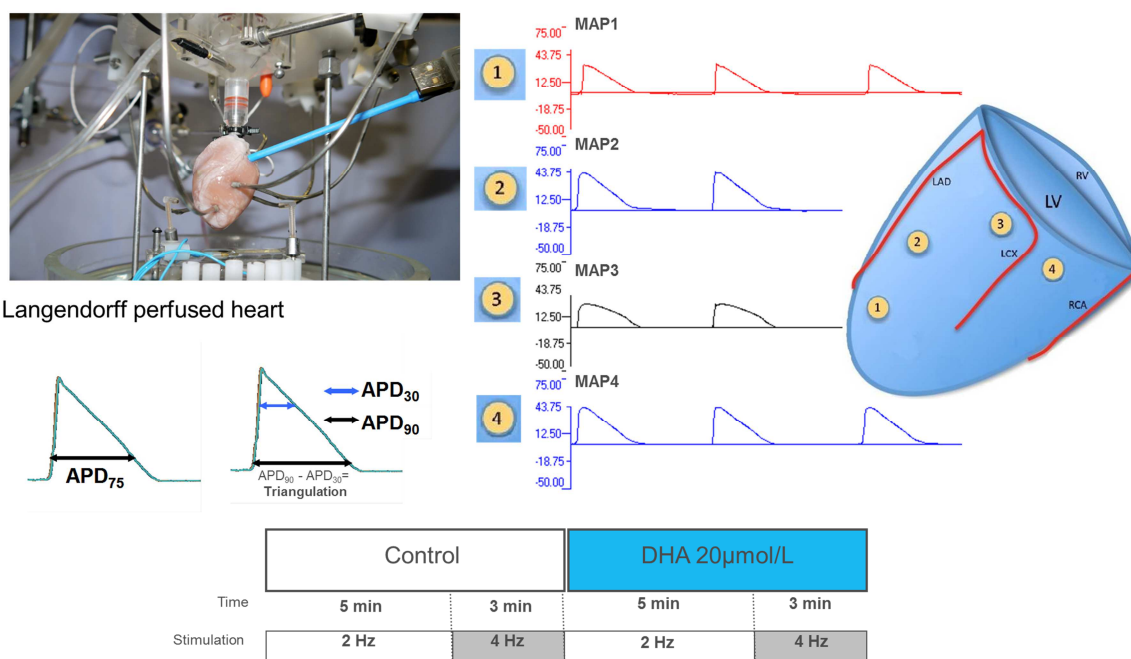 Langendorff perfused heart
APD75
APD30
APD90
APD90 - APD30=
Triangulation
1
MAP1
75.00
43.75
12.50
-18.75
-50.00
2
MAP2
75.00
43.75
12.50
-18.75
-50.00
3
MAP3
75.00
43.75
12.50
-18.75
-50.00
4
MAP4
75.00
43.75
12.50
-18.75
-50.00
LAD
RV
LV
3
2
LCX
4
RCA
1
Control
DHA 20µmol/L
Time
5 min
3 min
5 min
3 min
Stimulation
2 Hz
4 Hz
2 Hz
4 Hz